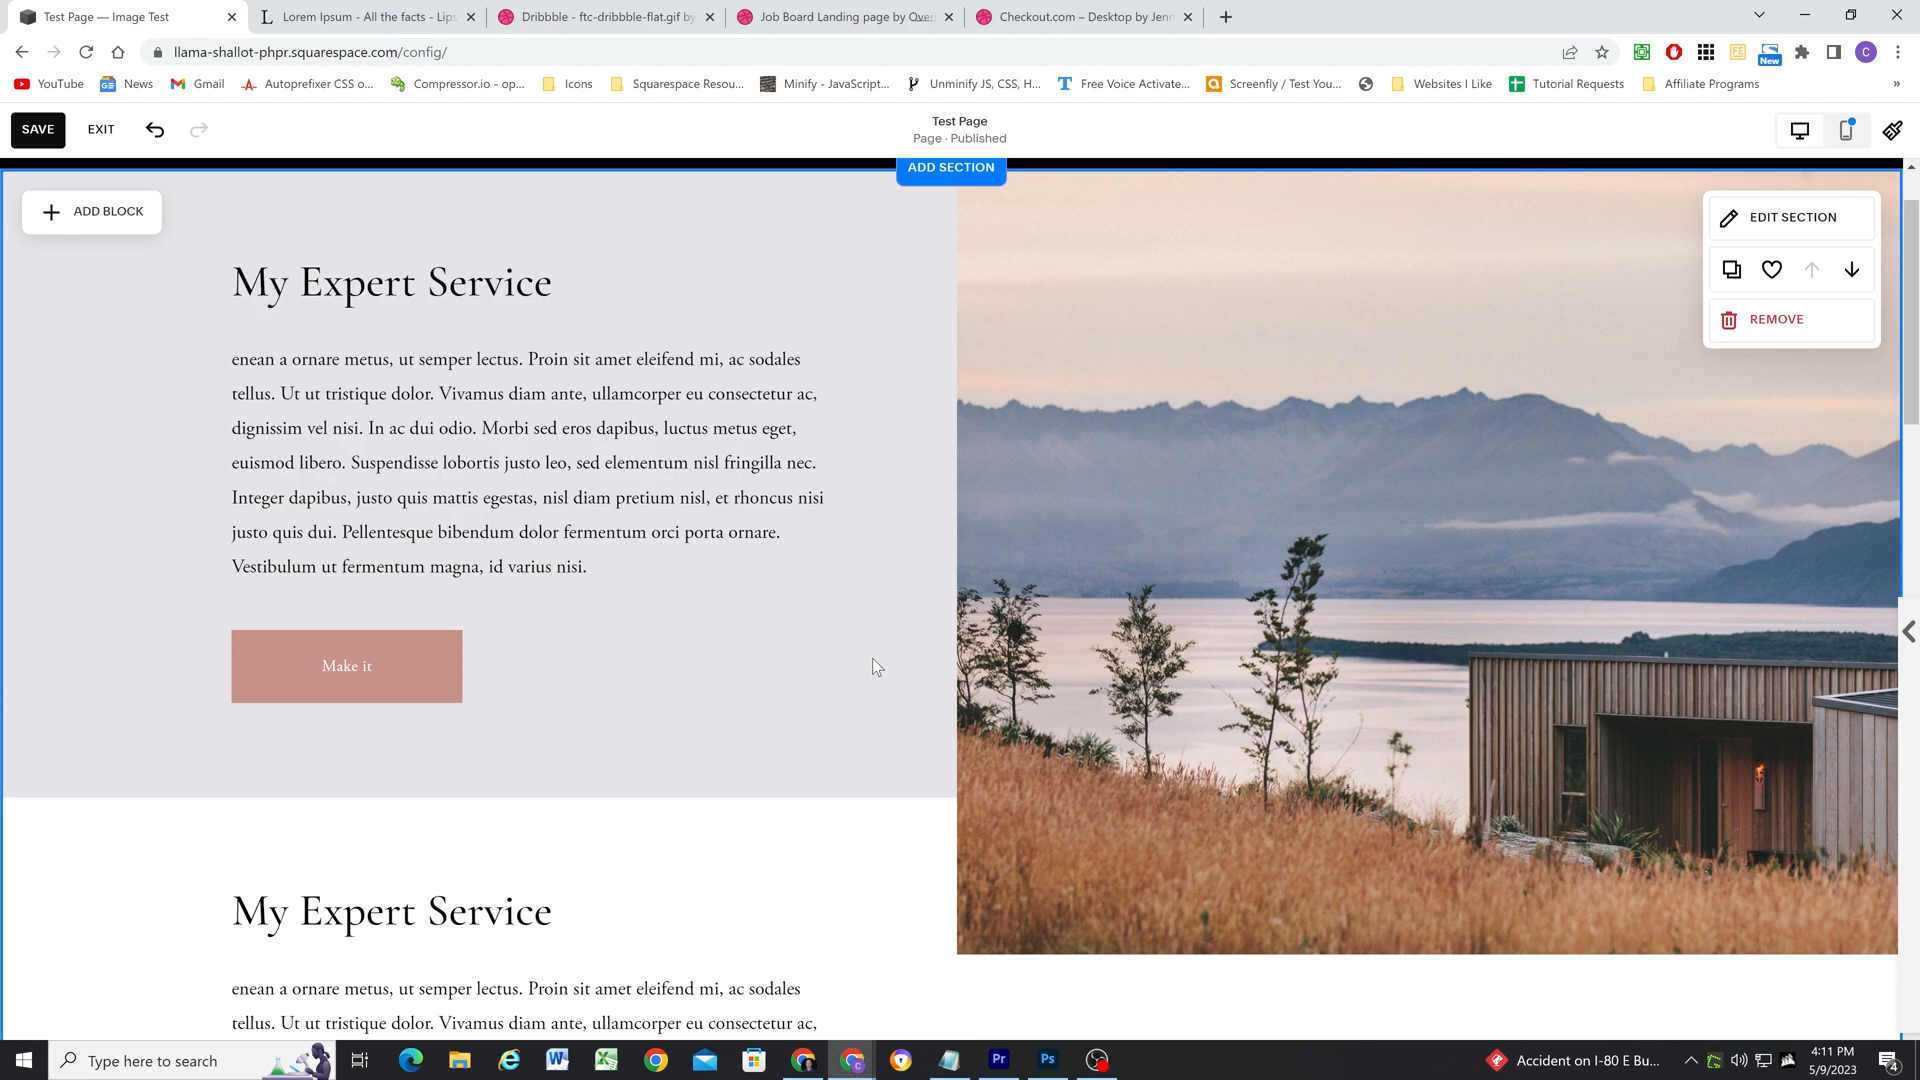 Test Page — Image Test
Lorem Ipsum - All the facts - Lips
Dribbble - ftc-dribbble-flat.gif by
Job Board Landing page by Over
Checkout.com – Desktop by Jenn
llama-shallot-phpr.squarespace.com/config/
New
C
YouTube
News
Gmail
Autoprefixer CSS o...
Compressor.io - op...
Icons
Squarespace Resou...
Minify - JavaScript...
Unminify JS, CSS, H...
Free Voice Activate...
Screenfly / Test You...
Websites I Like
Tutorial Requests
Affiliate Programs
»
SAVE
EXIT
Test Page
Page · Published
ADD SECTION
ADD BLOCK
EDIT SECTION
REMOVE
My Expert Service
enean a ornare metus, ut semper lectus. Proin sit amet eleifend mi, ac sodales
tellus. Ut ut tristique dolor. Vivamus diam ante, ullamcorper eu consectetur ac,
dignissim vel nisi. In ac dui odio. Morbi sed eros dapibus, luctus metus eget,
euismod libero. Suspendisse lobortis justo leo, sed elementum nisl fringilla nec.
Integer dapibus, justo quis mattis egestas, nisl diam pretium nisl, et rhoncus nisi
justo quis dui. Pellentesque bibendum dolor fermentum orci porta ornare.
Vestibulum ut fermentum magna, id varius nisi.
Make it
My Expert Service
enean a ornare metus, ut semper lectus. Proin sit amet eleifend mi, ac sodales
tellus. Ut ut tristique dolor. Vivamus diam ante, ullamcorper eu consectetur ac,
Type here to search
Pr
Ps
Accident on I-80 E Bu...
4:11 PM
5/9/2023
4